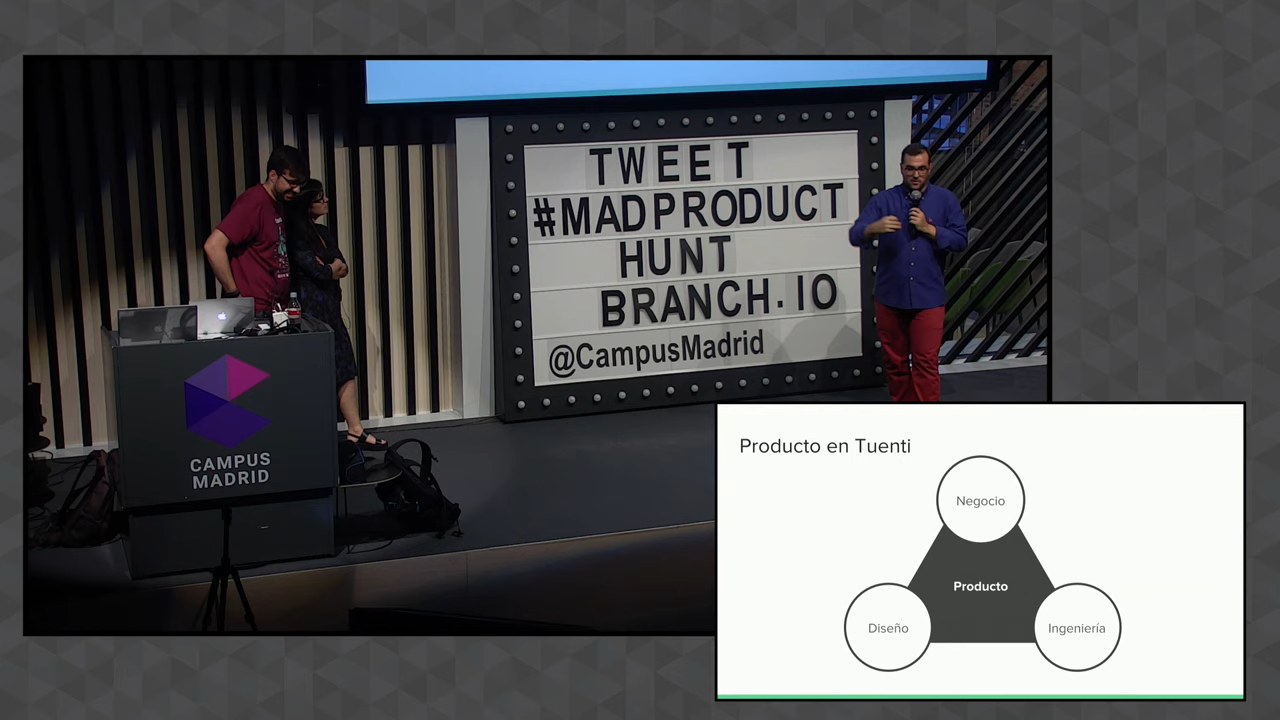 TWEET
#MADPRODUCT
HUNT
BRANCH.IO
@CampusMadrid
CAMPUS
MADRID
Producto en Tuenti
Negocio
Producto
Diseño
Ingeniería